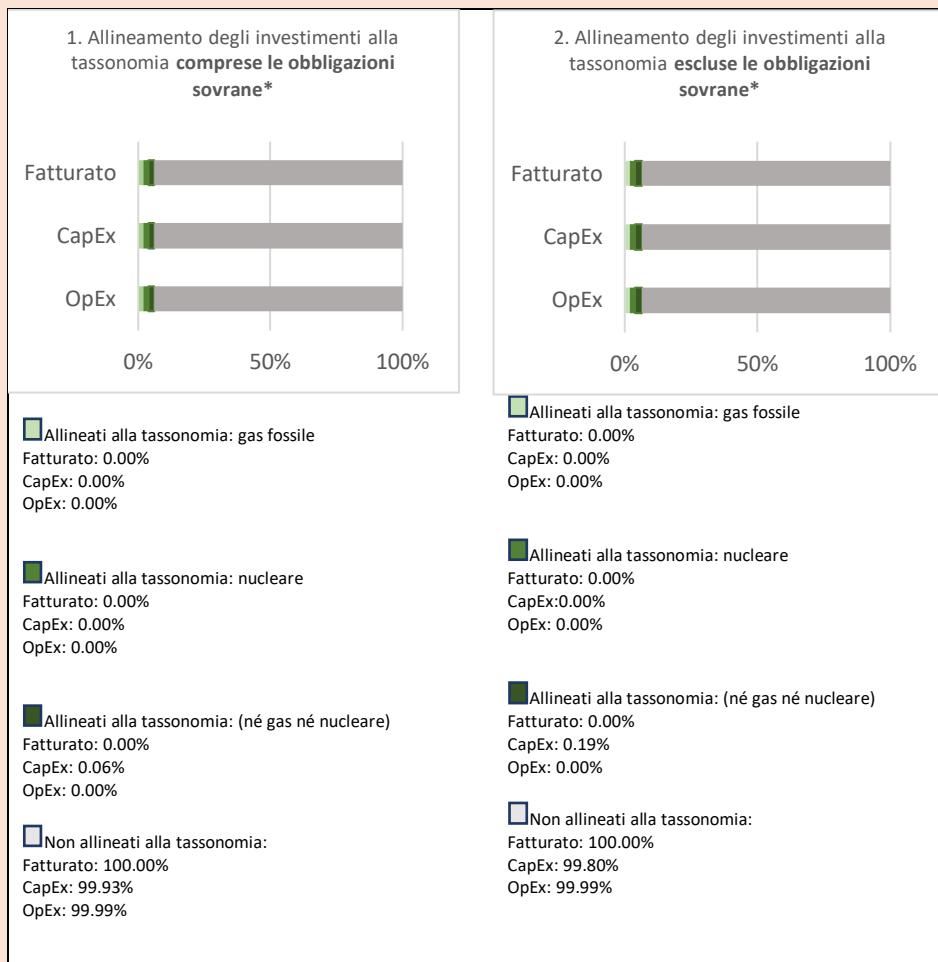 1. Allineamento degli investimenti alla
tassonomia comprese le obbligazioni
sovrane*
Fatturato
CapEx
OpEx
0%
50%
100%
Allineati alla tassonomia: gas fossile
Fatturato: 0.00%
CapEx: 0.00%
OpEx: 0.00%
Allineati alla tassonomia: nucleare
Fatturato: 0.00%
CapEx: 0.00%
OpEx: 0.00%
Allineati alla tassonomia: (né gas né nucleare)
Fatturato: 0.00%
CapEx: 0.06%
OpEx: 0.00%
Non allineati alla tassonomia:
Fatturato: 100.00%
CapEx: 99.93%
OpEx: 99.99%
2. Allineamento degli investimenti alla
tassonomia escluse le obbligazioni
sovrane*
Fatturato
CapEx
OpEx
0%
50%
100%
Allineati alla tassonomia: gas fossile
Fatturato: 0.00%
CapEx: 0.00%
OpEx: 0.00%
Allineati alla tassonomia: nucleare
Fatturato: 0.00%
CapEx:0.00%
OpEx: 0.00%
Allineati alla tassonomia: (né gas né nucleare)
Fatturato: 0.00%
CapEx: 0.19%
OpEx: 0.00%
Non allineati alla tassonomia:
Fatturato: 100.00%
CapEx: 99.80%
OpEx: 99.99%